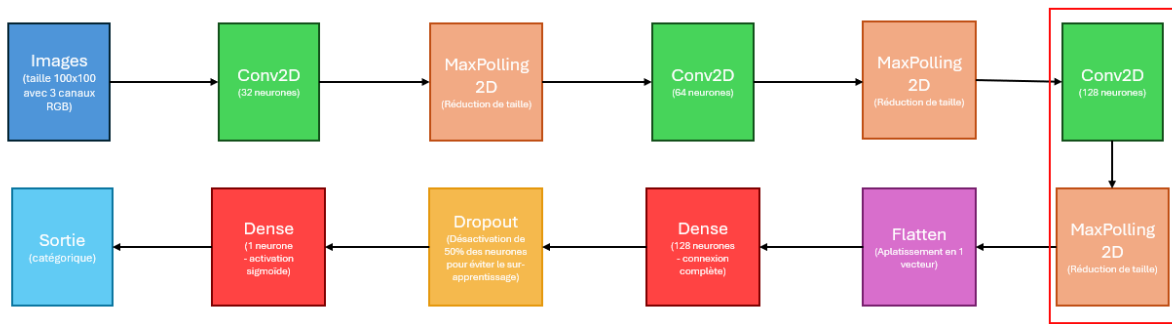 Images
(taille 100x100
avec 3 canaux
RGB)
Conv2D
(32 neurones)
MaxPolling
2D
(Réduction de taille)
Conv2D
(64 neurones)
MaxPolling
2D
(Réduction de taille)
Conv2D
(128 neurones)
MaxPolling
2D
(Réduction de taille)
Flatten
(Aplatissement en 1
vecteur)
Dense
(128 neurones
- connexion
complète)
Dropout
(Désactivation de
50% des neurones
pour éviter le sur-
apprentissage)
Dense
(1 neurone
- activation
sigmoïde)
Sortie
(catégorique)